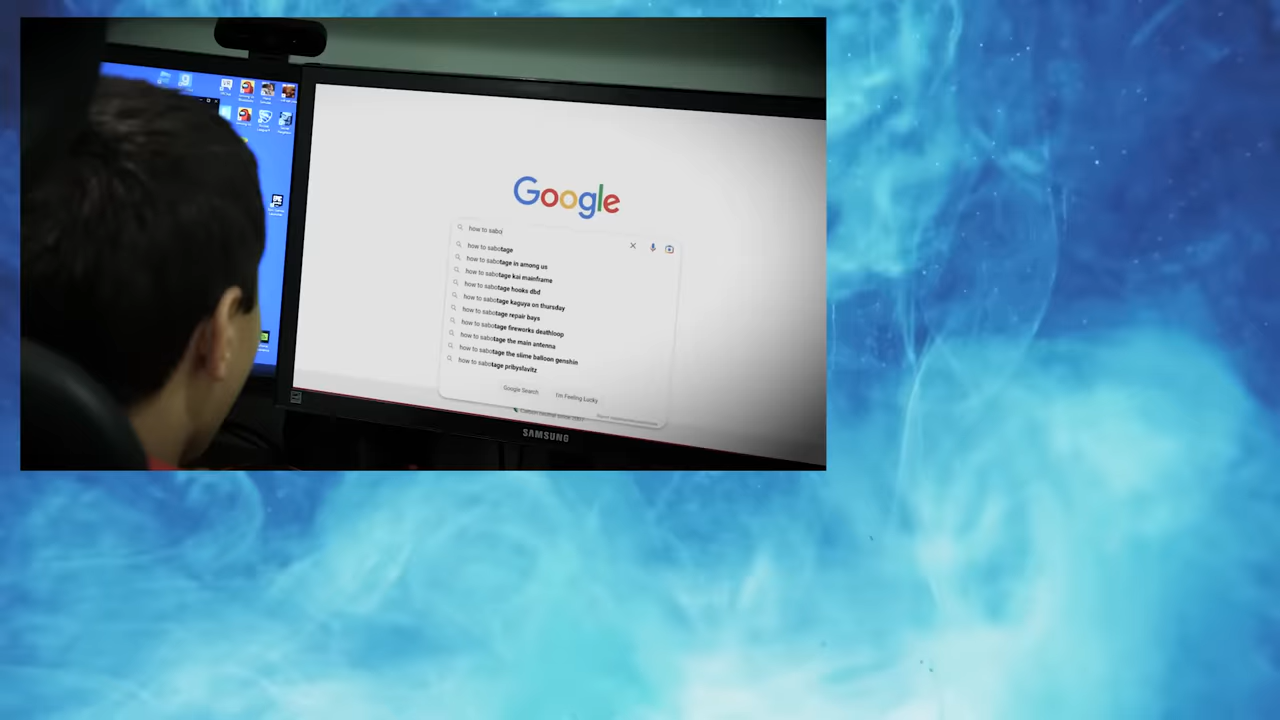 Google
how to sabo
how to sabotage
how to sabotage in among us
how to sabotage kai mainframe
how to sabotage hooks dbd
how to sabotage kaguya on thursday
how to sabotage repair bays
how to sabotage fireworks deathloop
how to sabotage the main antenna
how to sabotage the slime balloon genshin
how to sabotage pribyslavitz
Google Search
I'm Feeling Lucky
SAMSUNG